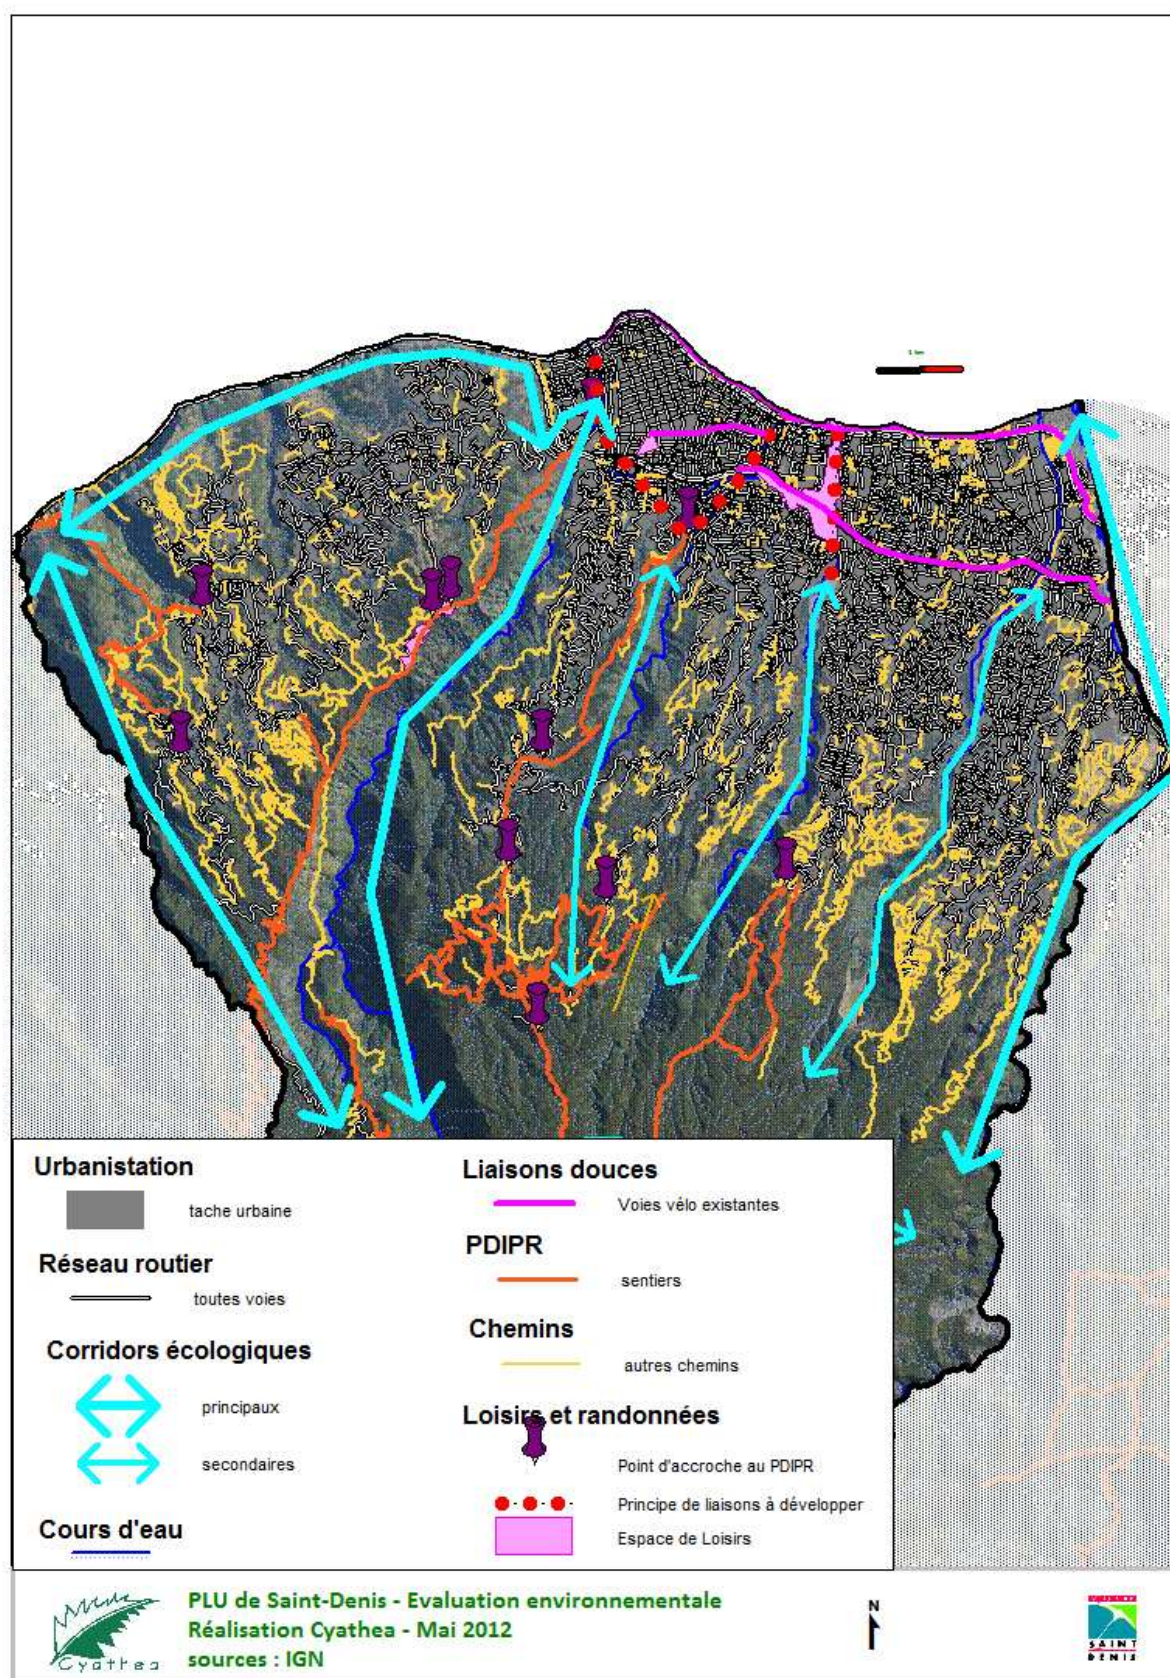 1 km
Urbanistation
tache urbaine
Réseau routier
toutes voies
Corridors écologiques
principaux
secondaires
Cours d'eau
Liaisons douces
Voies vélo existantes
PDIPR
sentiers
Chemins
autres chemins
Loisirs et randonnées
Point d'accroche au PDIPR
Principe de liaisons à développer
Espace de Loisirs
Cyathea
PLU de Saint-Denis - Evaluation environnementale
Réalisation Cyathea - Mai 2012
sources : IGN
N
SAINT
DENIS